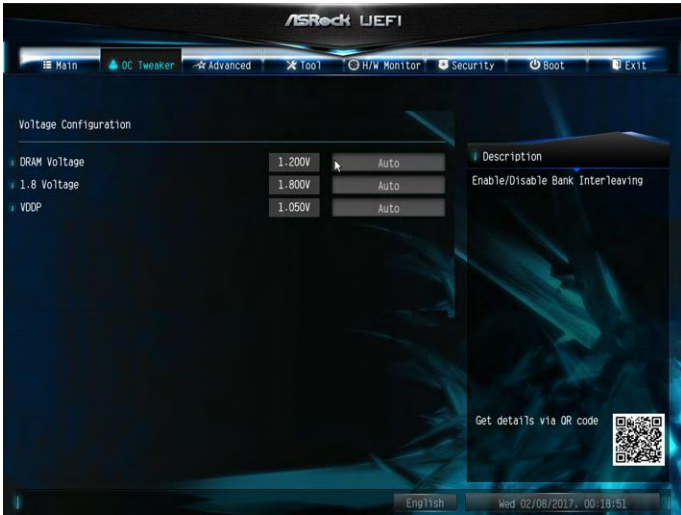 ASRock UEFI
Main OC Tweaker Advanced Tool H/W Monitor Security Boot Exit
Voltage Configuration
DRAM Voltage 1.200V Auto
1.8 Voltage 1.800V Auto
VDDP 1.050V Auto
Description
Enable/Disable Bank Interleaving
Get details via QR code
English Wed 02/08/2017. 00:18:51